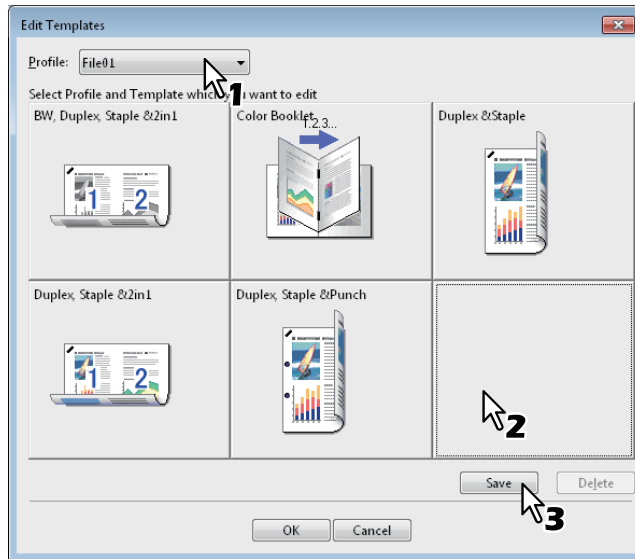 Edit Templates
Profile: File01
1
Select Profile and Template which you want to edit
BW, Duplex, Staple &2in1
Color Booklet
Duplex &Staple
1.2.3...
1 2
Duplex, Staple &2in1
Duplex, Staple &Punch
1 2
2
Save
Delete
3
OK
Cancel